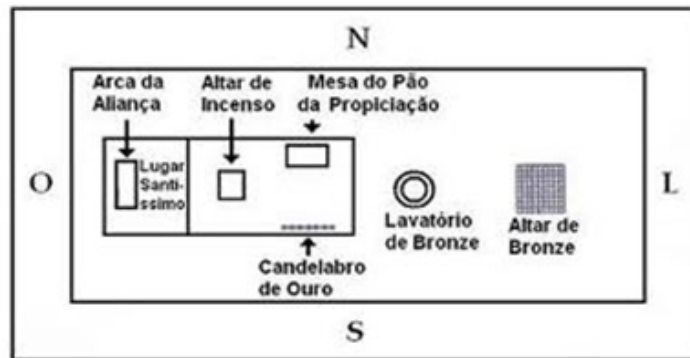 N
Arca da
Aliança
Altar de
Incenso
Mesa do Pão
da Propiciação
O
Lugar
Santí-
ssimo
L
Lavatório
de Bronze
Altar de
Bronze
Candelabro
de Ouro
S